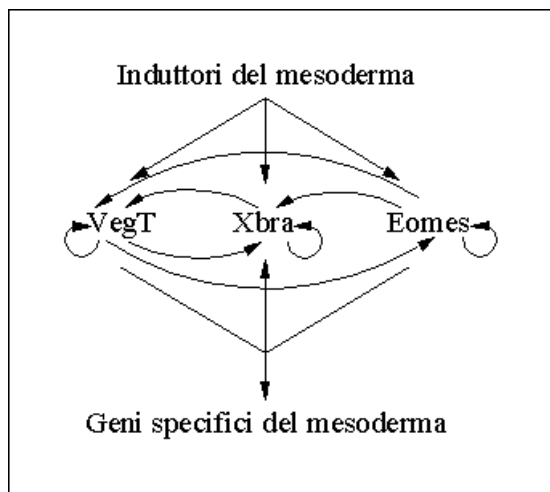 Induttori del mesoderma
VegT Xbra Eomes
Geni specifici del mesoderma